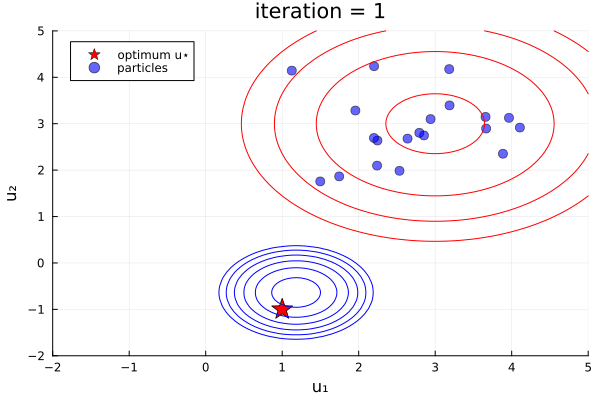 iteration = 1
optimum u⋆
particles
u₂
5
4
3
2
1
0
−1
−2
−2 −1 0 1 2 3 4 5
u₁